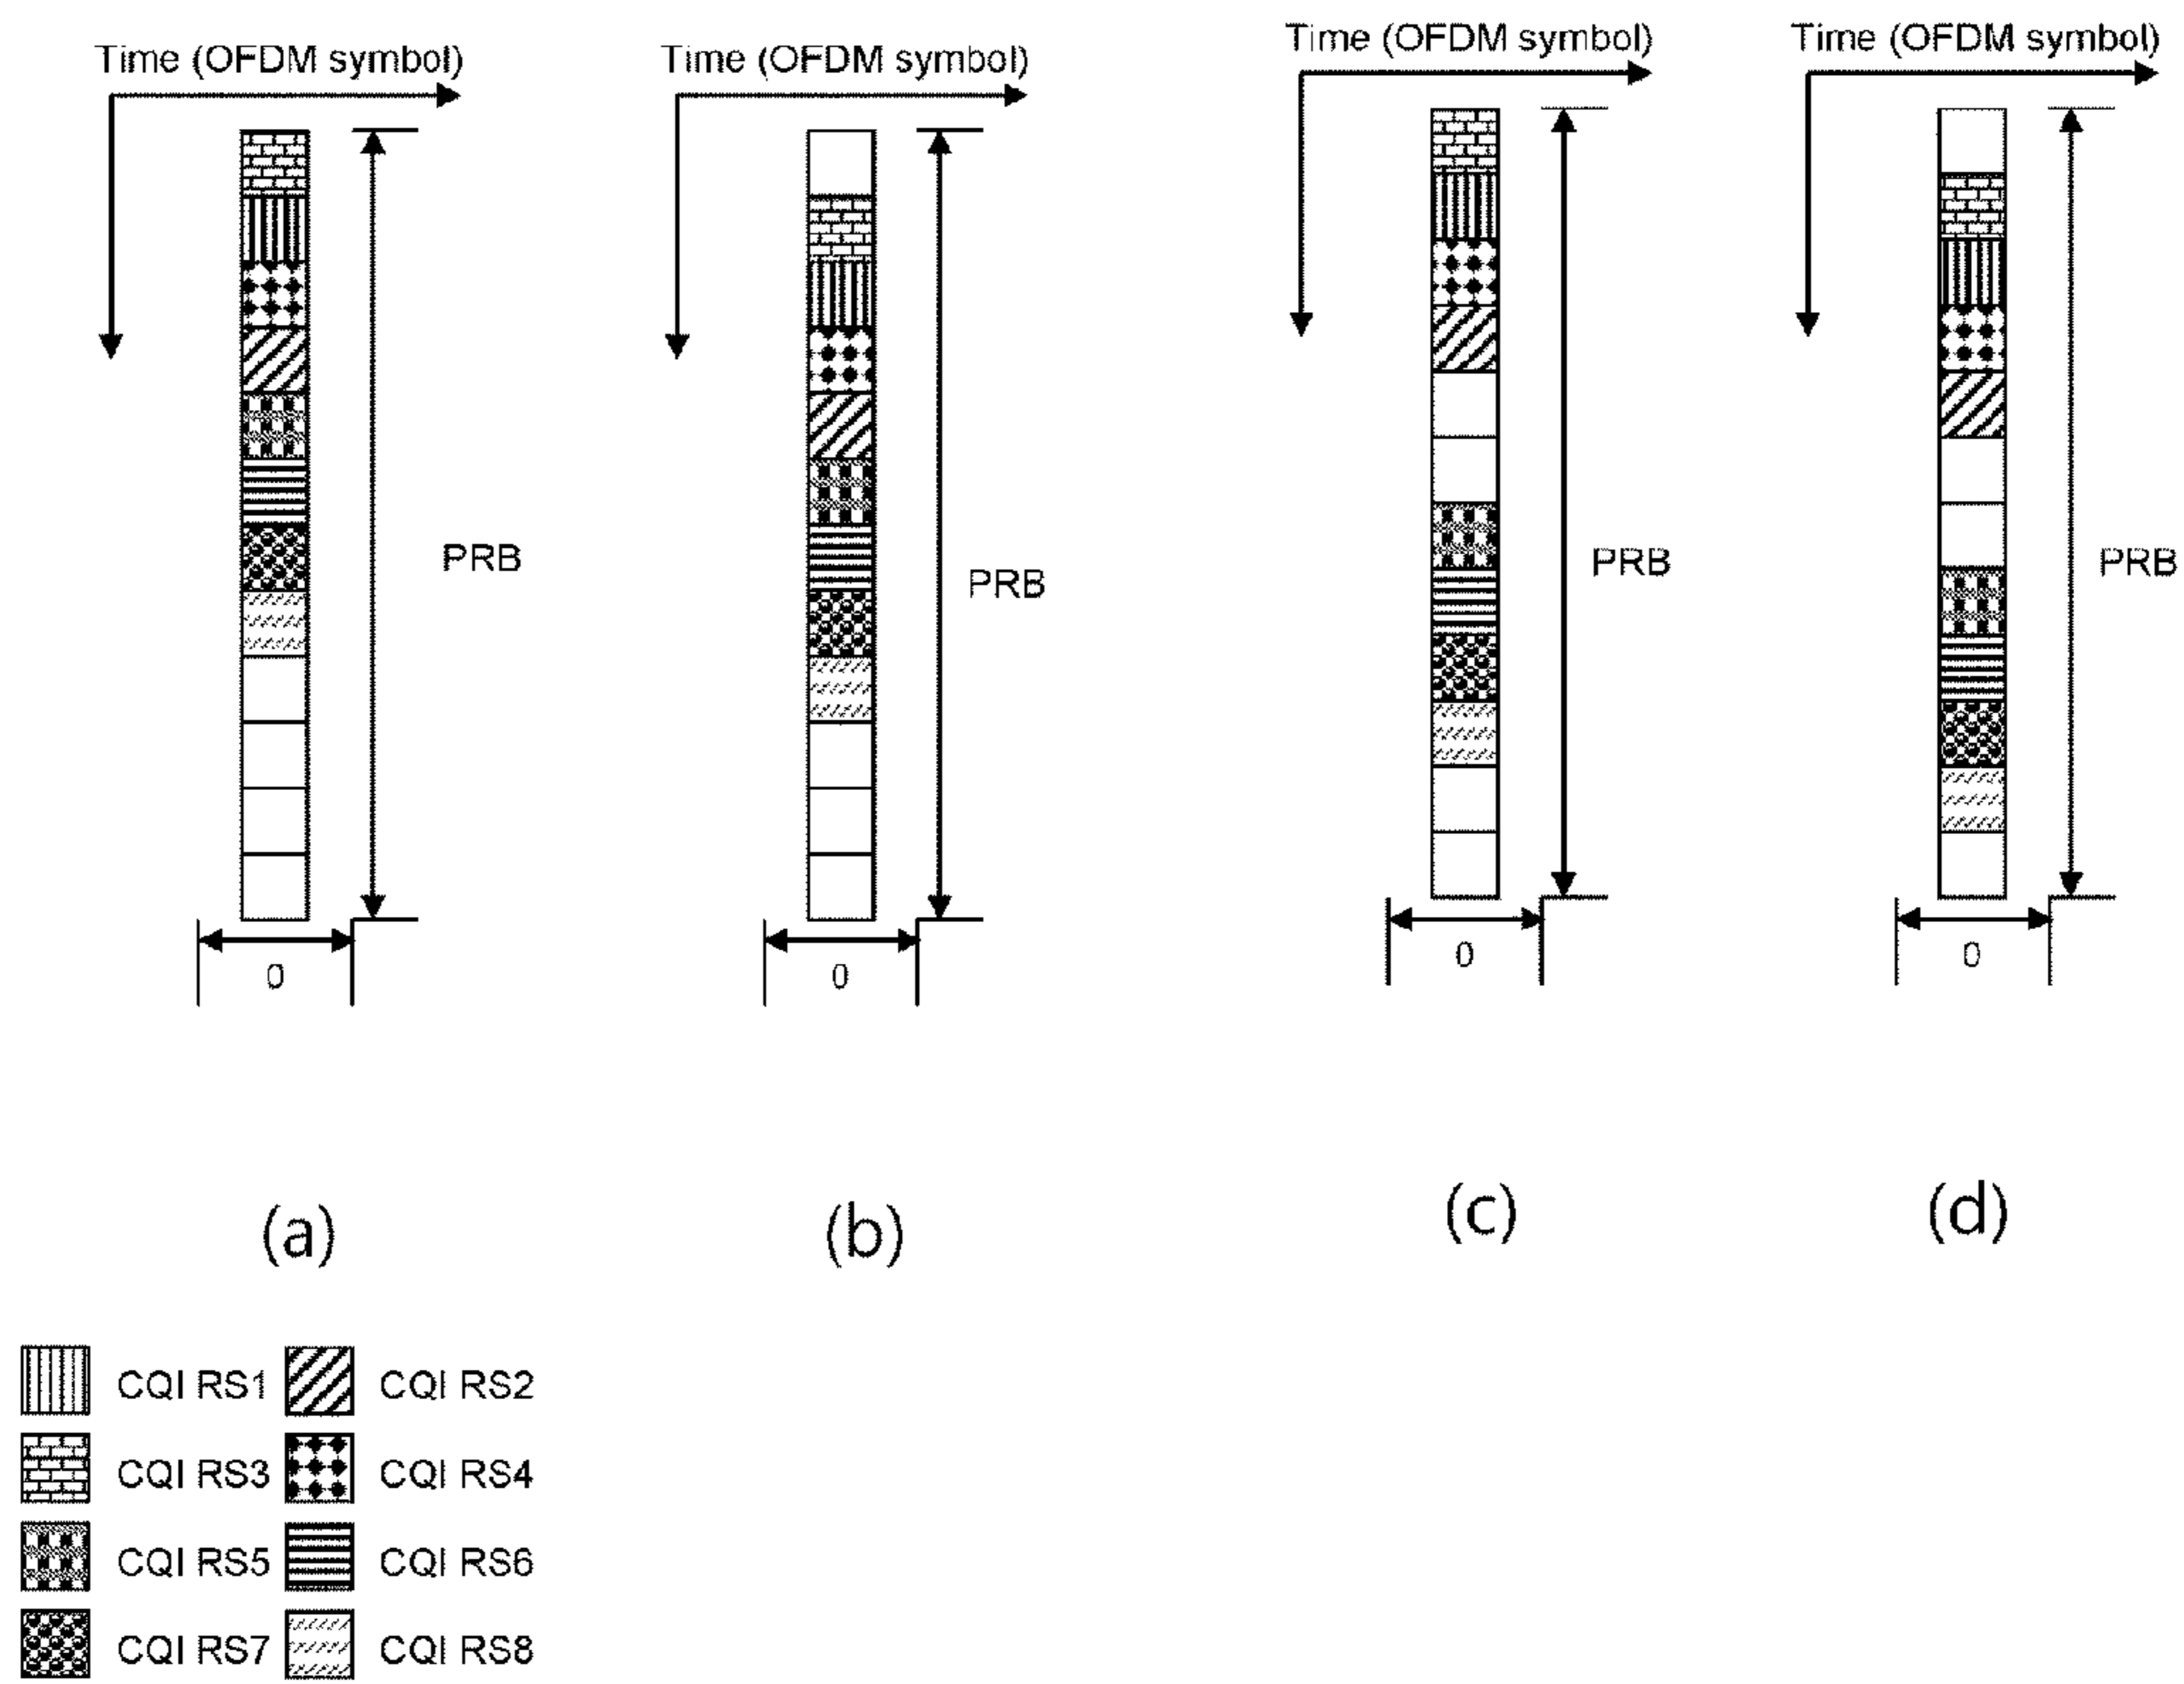 Time (OFDM symbol)
Time (OFDM symbol)
Time (OFDM symbol)
Time (OFDM symbol)
PRB
PRB
PRB
PRB
0
0
0
0
(a)
(b)
(c)
(d)
CQI RS1
CQI RS2
CQI RS3
CQI RS4
CQI RS5
CQI RS6
CQI RS7
CQI RS8